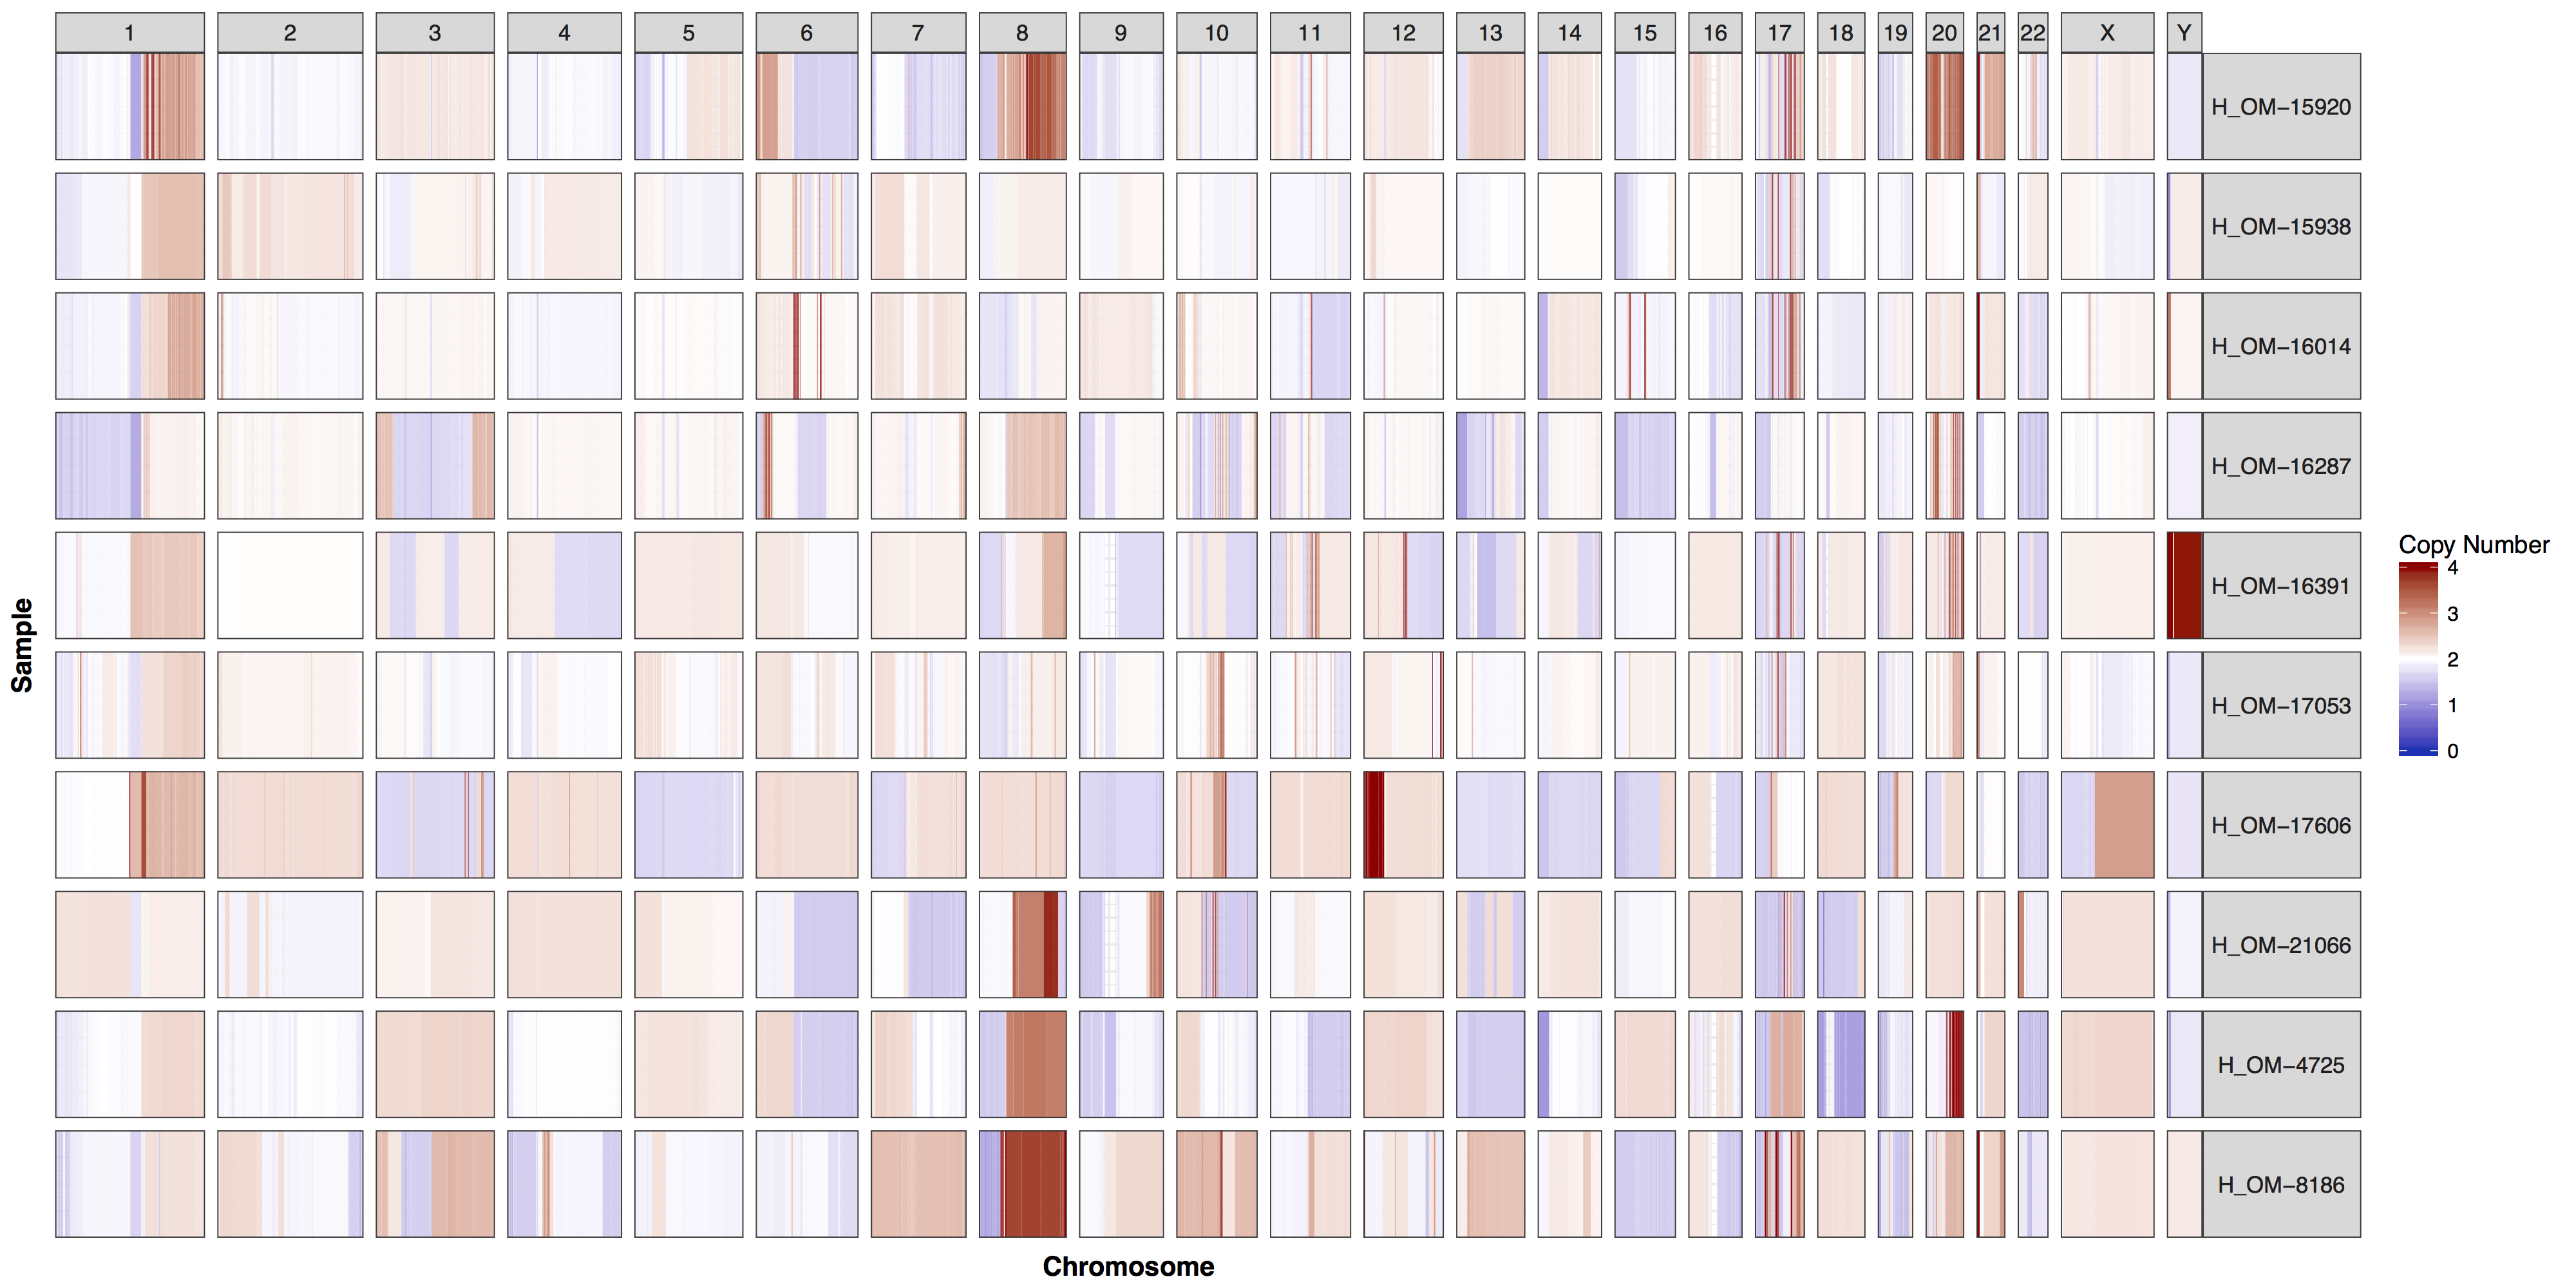 1 2 3 4 5 6 7 8 9 10 11 12 13 14 15 16 17 18 19 20 21 22 X Y
H_OM−15920
H_OM−15938
H_OM−16014
H_OM−16287
H_OM−16391
H_OM−17053
H_OM−17606
H_OM−21066
H_OM−4725
H_OM−8186
Sample
Chromosome
Copy Number
4
3
2
1
0